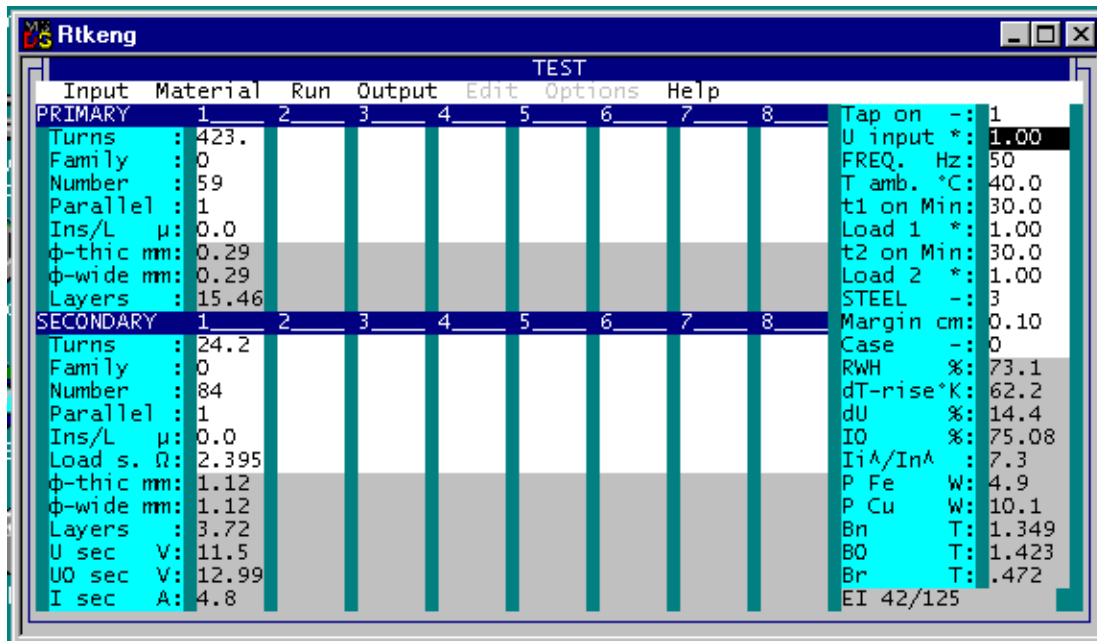 Rtkeng
TEST
Input Material Run Output Edit Options Help
PRIMARY 1 2 3 4 5 6 7 8
Turns : 423.
Family : 0
Number : 59
Parallel : 1
Ins/L µ: 0.0
ф-thic mm: 0.29
ф-wide mm: 0.29
Layers : 15.46
SECONDARY 1 2 3 4 5 6 7 8
Turns : 24.2
Family : 0
Number : 84
Parallel : 1
Ins/L µ: 0.0
Load s. Ω: 2.395
ф-thic mm: 1.12
ф-wide mm: 1.12
Layers : 3.72
U sec V: 11.5
UO sec V: 12.99
I sec A: 4.8
Tap on -: 1
U input *: 1.00
FREQ. Hz: 50
T amb. °C: 40.0
t1 on Min: 30.0
Load 1 *: 1.00
t2 on Min: 30.0
Load 2 *: 1.00
STEEL -: 3
Margin cm: 0.10
Case -: 0
RWH %: 73.1
dT-rise°K: 62.2
dU %: 14.4
IO %: 75.08
Ii^/In^ : 7.3
P Fe W: 4.9
P Cu W: 10.1
Bn T: 1.349
BO T: 1.423
Br T: .472
EI 42/125